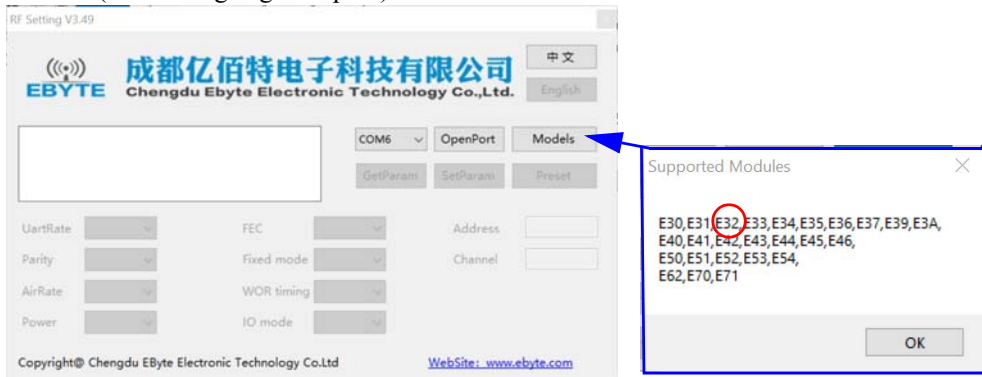 RF Setting V3.49
中文
EBYTE
成都亿佰特电子科技有限公司
Chengdu Ebyte Electronic Technology Co.,Ltd.
English
COM6
OpenPort
Models
GetParam
SetParam
Preset
UartRate
FEC
Address
Parity
Fixed mode
Channel
AirRate
WOR timing
Power
IO mode
Copyright@ Chengdu EByte Electronic Technology Co.Ltd
WebSite: www.ebyte.com
Supported Modules
E30,E31,E32,E33,E34,E35,E36,E37,E39,E3A,
E40,E41,E42,E43,E44,E45,E46,
E50,E51,E52,E53,E54,
E62,E70,E71
OK